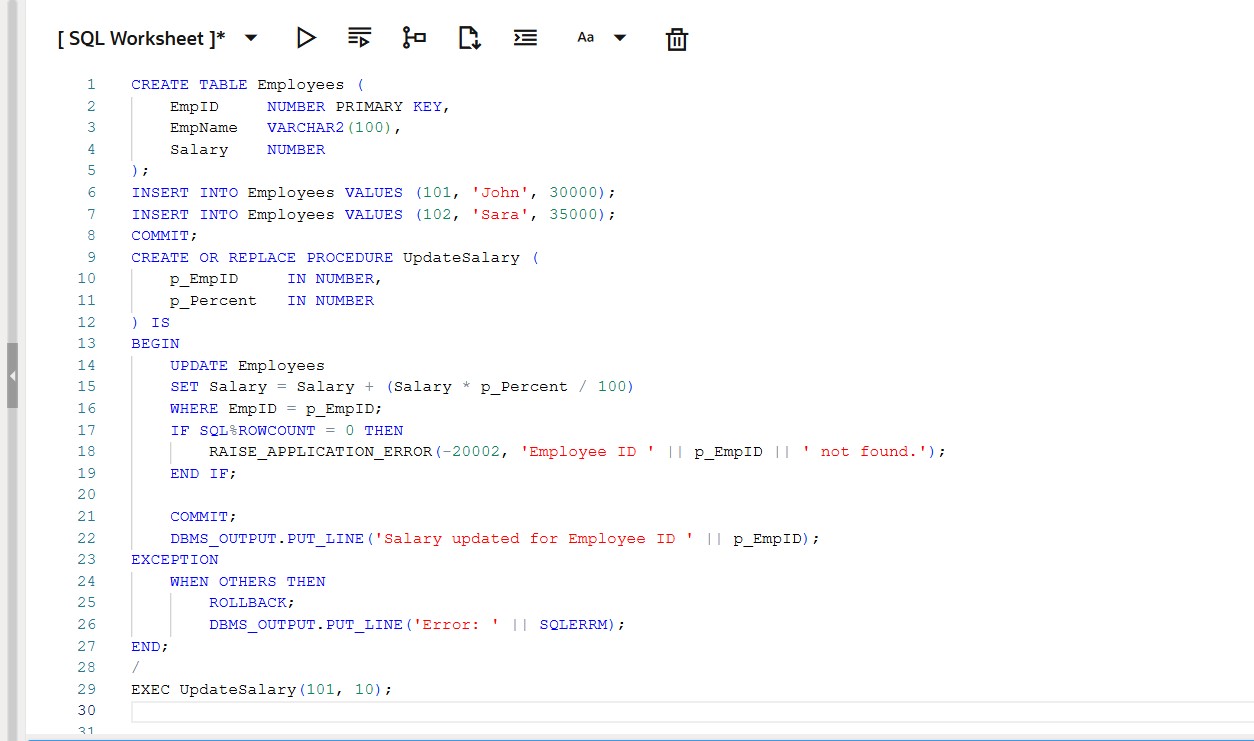 [ SQL Worksheet ]* Aa
1 CREATE TABLE Employees (
2     EmpID     NUMBER PRIMARY KEY,
3     EmpName   VARCHAR2(100),
4     Salary    NUMBER
5 );
6 INSERT INTO Employees VALUES (101, 'John', 30000);
7 INSERT INTO Employees VALUES (102, 'Sara', 35000);
8 COMMIT;
9 CREATE OR REPLACE PROCEDURE UpdateSalary (
10     p_EmpID     IN NUMBER,
11     p_Percent   IN NUMBER
12 ) IS
13 BEGIN
14     UPDATE Employees
15     SET Salary = Salary + (Salary * p_Percent / 100)
16     WHERE EmpID = p_EmpID;
17     IF SQL%ROWCOUNT = 0 THEN
18         RAISE_APPLICATION_ERROR(-20002, 'Employee ID ' || p_EmpID || ' not found.');
19     END IF;
20
21     COMMIT;
22     DBMS_OUTPUT.PUT_LINE('Salary updated for Employee ID ' || p_EmpID);
23 EXCEPTION
24     WHEN OTHERS THEN
25         ROLLBACK;
26         DBMS_OUTPUT.PUT_LINE('Error: ' || SQLERRM);
27 END;
28 /
29 EXEC UpdateSalary(101, 10);
30
31